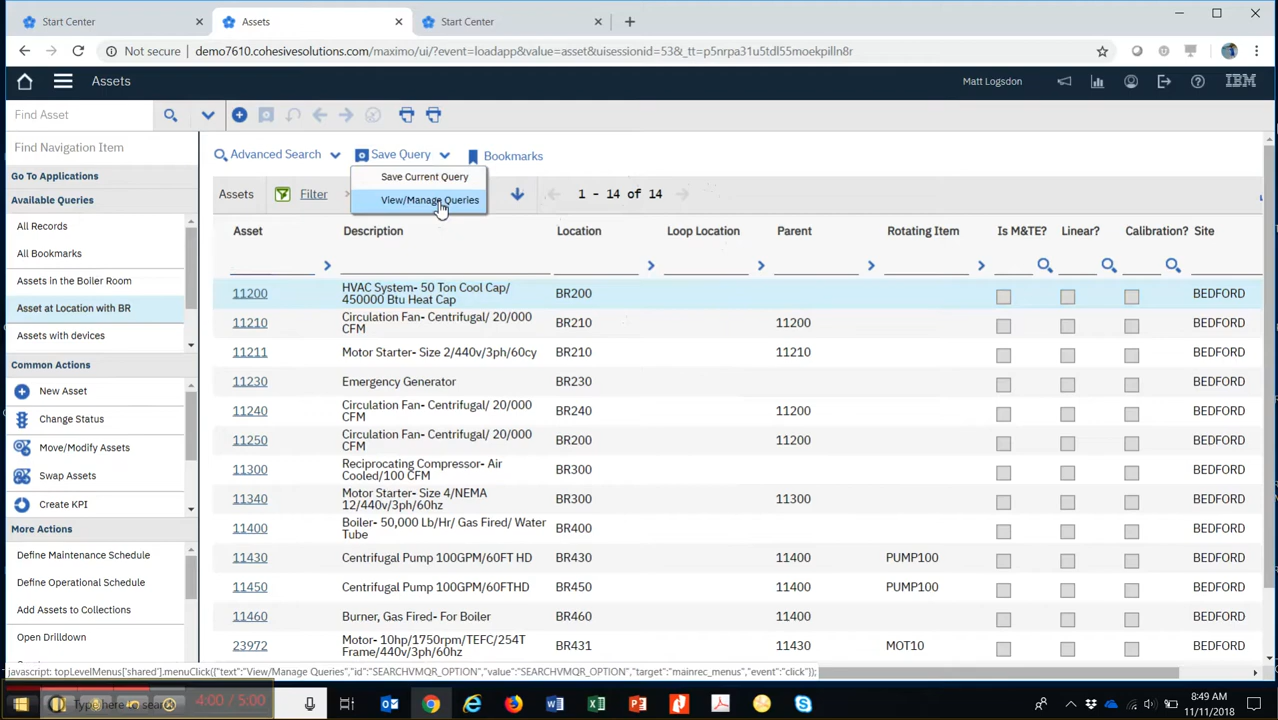 Start Center
Assets
Start Center
Not secure
demo7610.cohesivesolutions.com/maximo/ui/?event=loadapp&value=asset&uisessionid=53&_tt=p5nrpa31u5tdl55moekpilln8r
Assets
Matt Logsdon
IBM
Find Asset
Find Navigation Item
Go To Applications
Available Queries
All Records
All Bookmarks
Assets in the Boiler Room
Asset at Location with BR
Assets with devices
Common Actions
New Asset
Change Status
Move/Modify Assets
Swap Assets
Create KPI
More Actions
Define Maintenance Schedule
Define Operational Schedule
Add Assets to Collections
Open Drilldown
Advanced Search
Save Query
Bookmarks
Save Current Query
View/Manage Queries
Assets
Filter
1 - 14 of 14
Asset Description Location Loop Location Parent Rotating Item Is M&TE? Linear? Calibration? Site
11200 HVAC System- 50 Ton Cool Cap/ BR200 BEDFORD
450000 Btu Heat Cap
11210 Circulation Fan- Centrifugal/ 20/000 BR210 11200 BEDFORD
CFM
11211 Motor Starter- Size 2/440v/3ph/60cy BR210 11210 BEDFORD
11230 Emergency Generator BR230 BEDFORD
11240 Circulation Fan- Centrifugal/ 20/000 BR240 11200 BEDFORD
CFM
11250 Circulation Fan- Centrifugal/ 20/000 BR200 11200 BEDFORD
CFM
11300 Reciprocating Compressor- Air BR300 BEDFORD
Cooled/100 CFM
11340 Motor Starter- Size 4/NEMA BR300 11300 BEDFORD
12/440v/3ph/60hz
11400 Boiler- 50,000 Lb/Hr/ Gas Fired/ Water BR400 BEDFORD
Tube
11430 Centrifugal Pump 100GPM/60FT HD BR430 11400 PUMP100 BEDFORD
11450 Centrifugal Pump 100GPM/60FTHD BR450 11400 PUMP100 BEDFORD
11460 Burner, Gas Fired- For Boiler BR460 11400 BEDFORD
23972 Motor- 10hp/1750rpm/TEFC/254T BR431 11430 MOT10 BEDFORD
Frame/440v/3ph/60hz
javascript: topLevelMenus['shared'].menuClick({"text":"View/Manage Queries","id":"SEARCHVMQR_OPTION","value":"SEARCHVMQR_OPTION","target":"mainrec_menus","event":"click"});
Type here to search
4:00 / 5:00
8:49 AM
11/11/2018